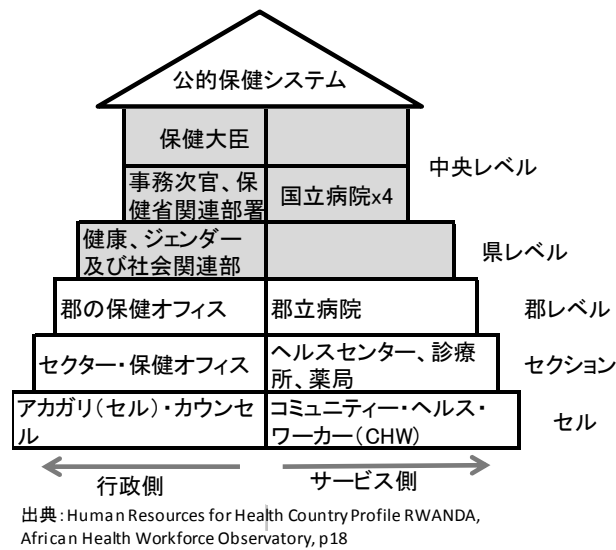 公的保健システム
保健大臣
中央レベル
事務次官、保
健省関連部署
国立病院x4
健康、ジェンダー
及び社会関連部
県レベル
郡の保健オフィス
郡立病院
郡レベル
セクター・保健オフィス
ヘルスセンター、診療
所、薬局
セクション
アカガリ（セル）・カウンセ
ル
コミュニティー・ヘルス・
ワーカー（CHW）
セル
行政側
サービス側
出典：Human Resources for Health Country Profile RWANDA,
African Health Workforce Observatory, p18